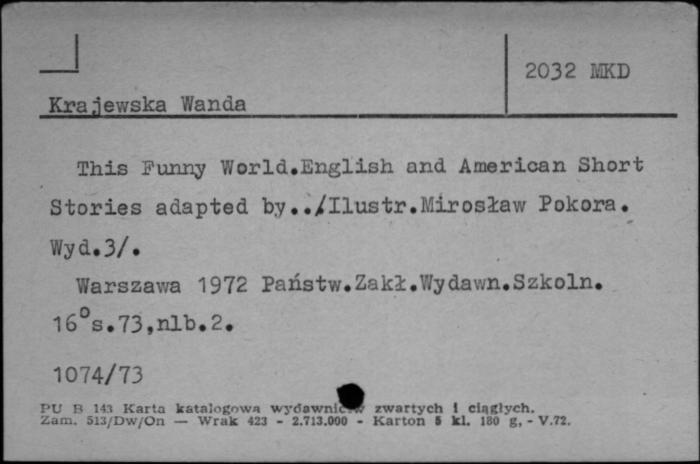 2032 MKD
Krajewska Wanda
This Funny World.English and American Short
Stories adapted by../Ilustr.Mirosław Pokora.
Wyd.3/.
Warszawa 1972 Państw.Zakł.Wydawn.Szkoln.
16°s.73,nlb.2.
1074/73
PU B 143 Karta katalogowa wydawnictw zwartych i ciągłych.
Zam. 513/Dw/On — Wrak 423 - 2.713.000 - Karton 5 kl. 180 g, - V.72.